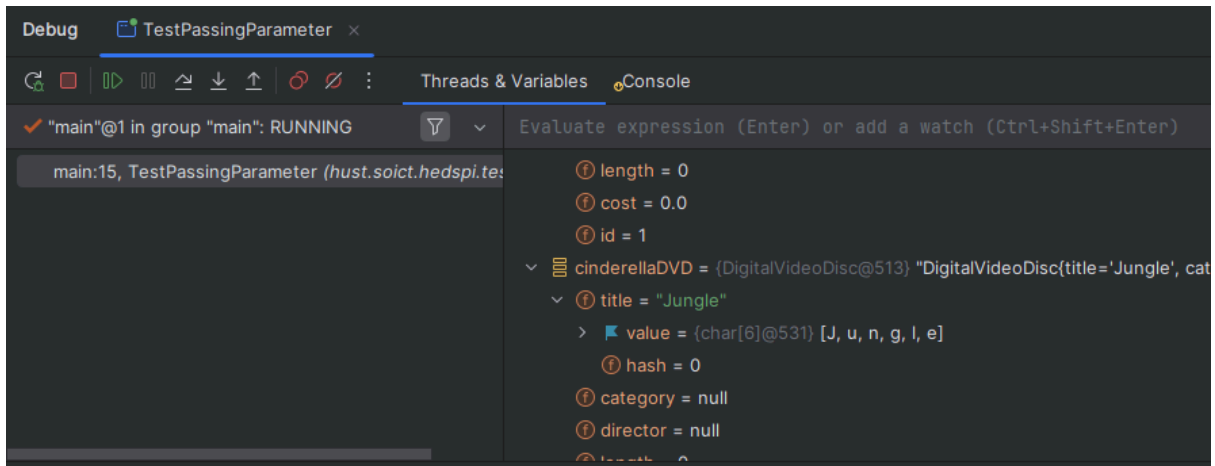 Debug TestPassingParameter
Threads & Variables Console
"main"@1 in group "main": RUNNING
Evaluate expression (Enter) or add a watch (Ctrl+Shift+Enter)
main:15, TestPassingParameter (hust.soict.hedspi.tes
f length = 0
f cost = 0.0
f id = 1
cinderellaDVD = {DigitalVideoDisc@513} "DigitalVideoDisc{title='Jungle', cat
f title = "Jungle"
value = {char[6]@531} [J, u, n, g, l, e]
f hash = 0
f category = null
f director = null
f length = 0